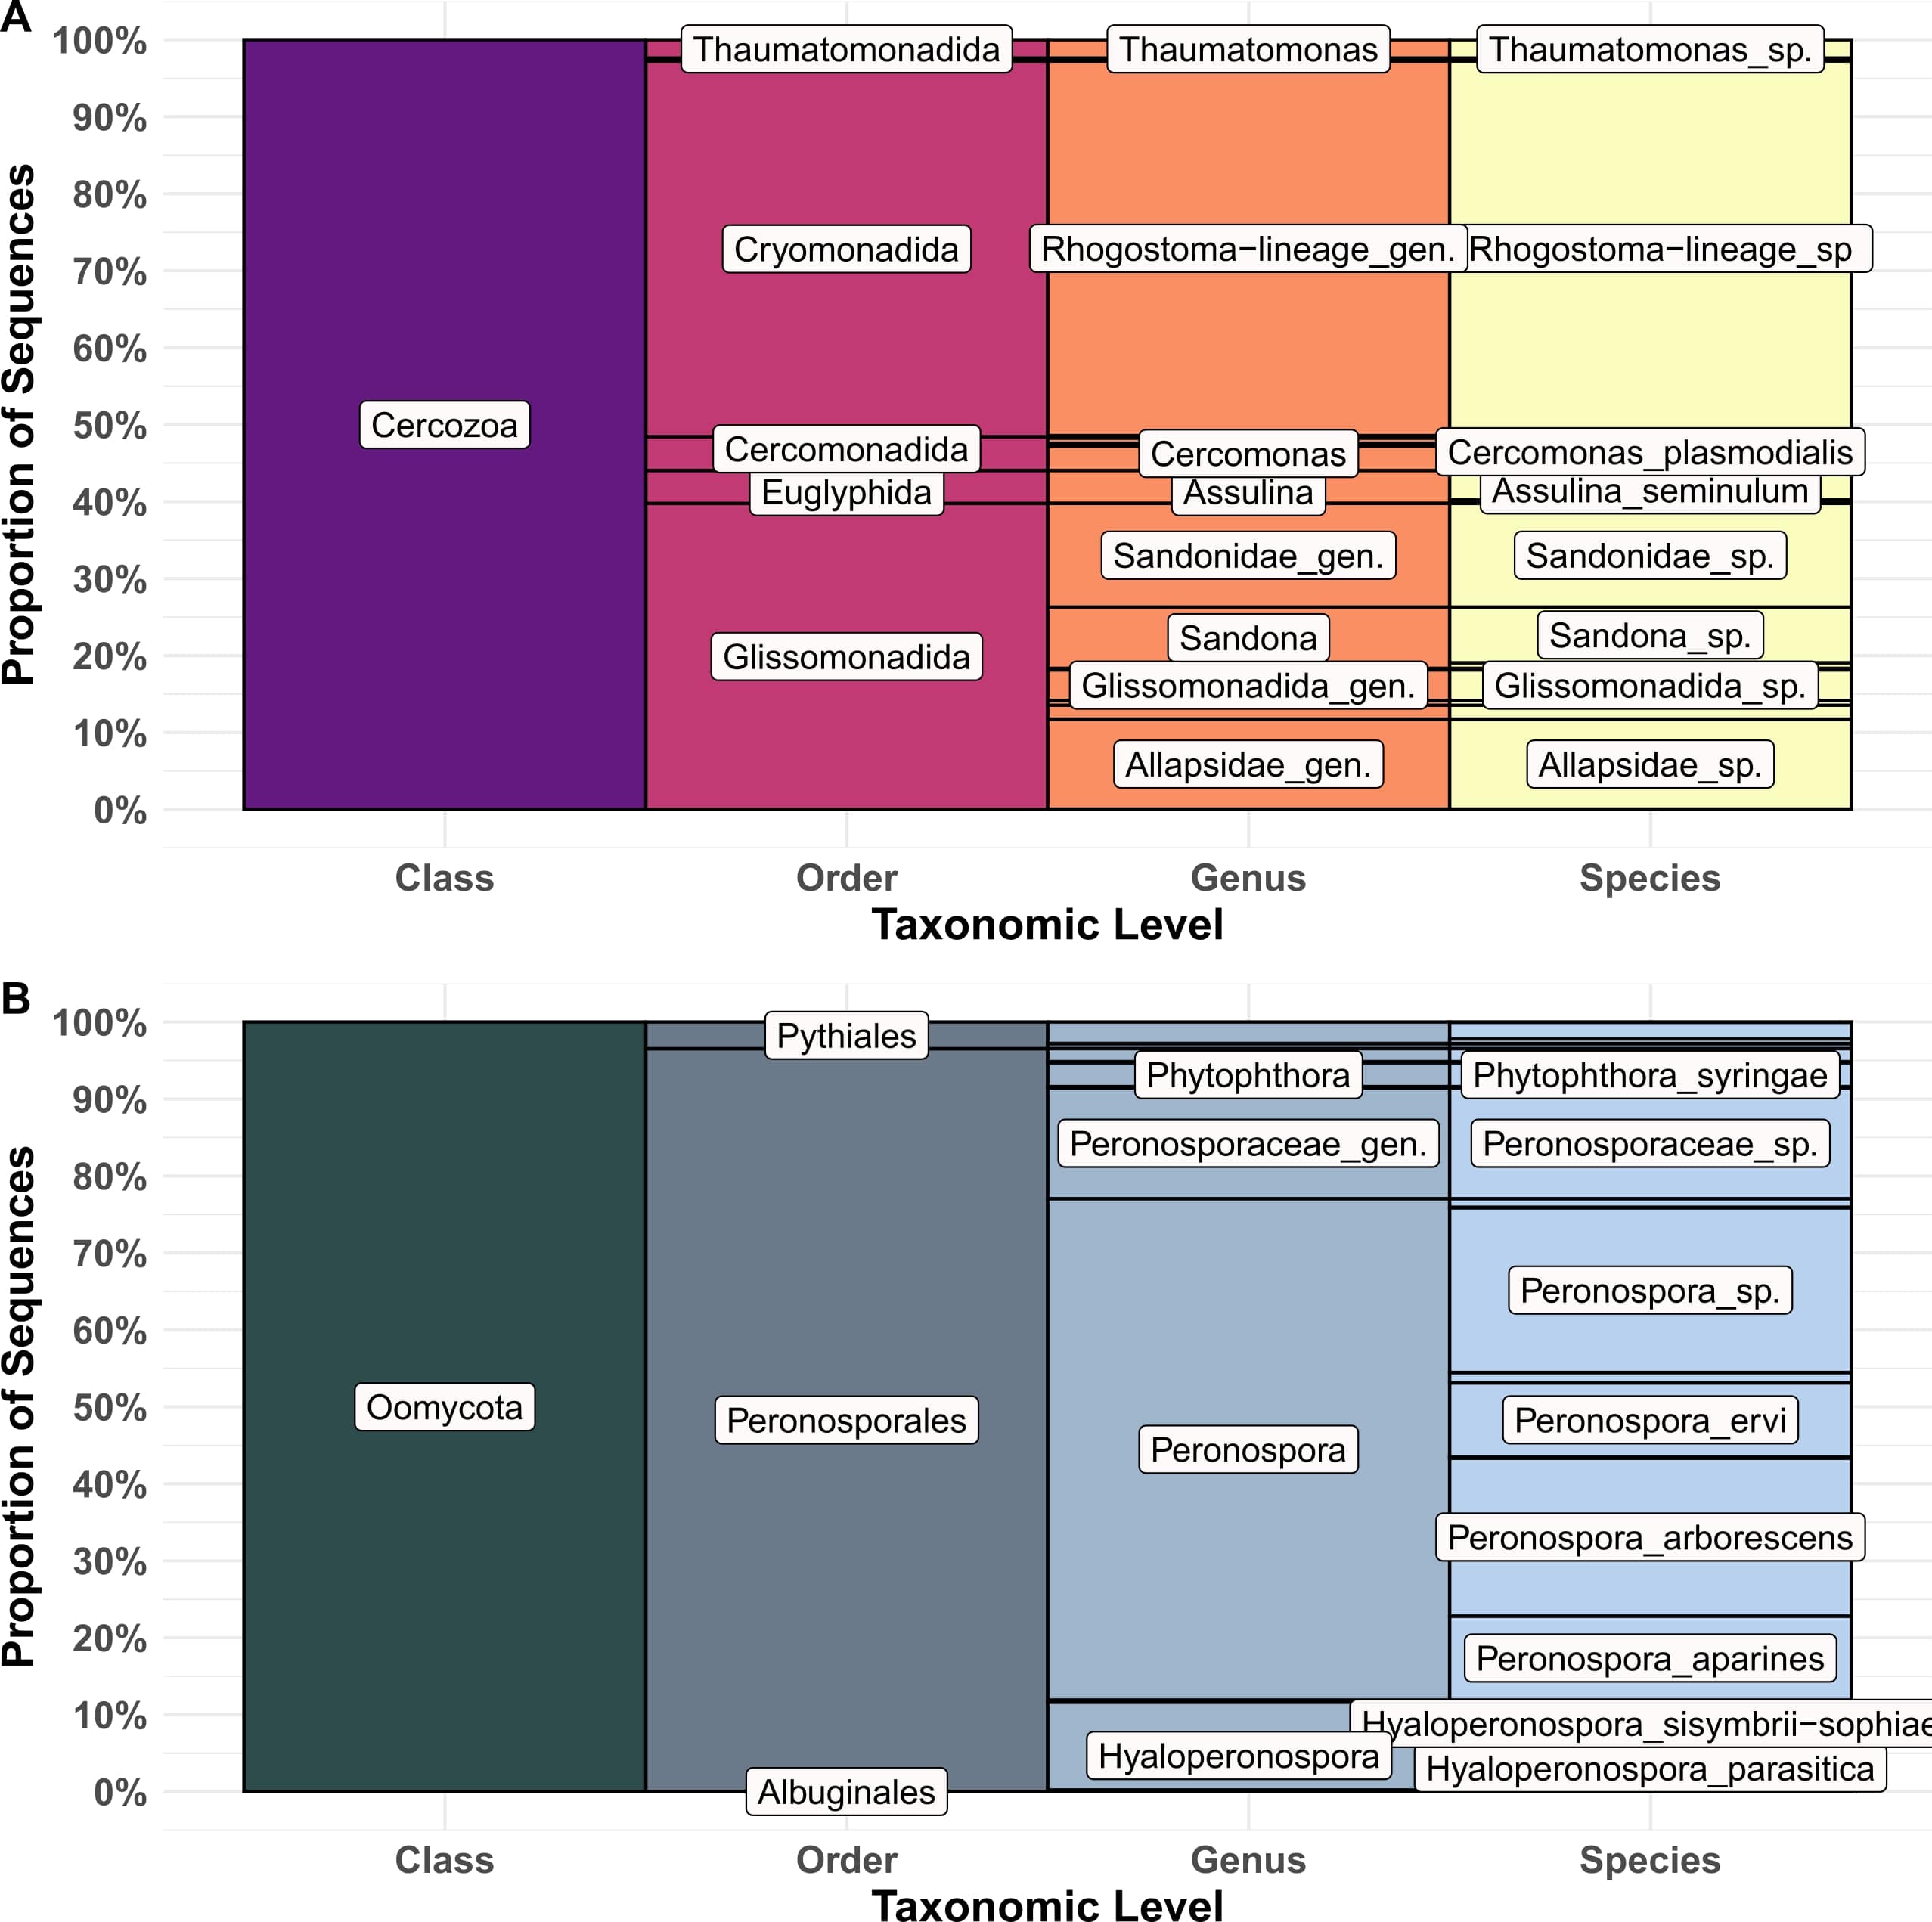 A
Proportion of Sequences
100%
90%
80%
70%
60%
50%
40%
30%
20%
10%
0%
Cercozoa
Thaumatomonadida
Cryomonadida
Cercomonadida
Euglyphida
Glissomonadida
Thaumatomonas
Rhogostoma−lineage_gen.
Cercomonas
Assulina
Sandonidae_gen.
Sandona
Glissomonadida_gen.
Allapsidae_gen.
Thaumatomonas_sp.
Rhogostoma−lineage_sp
Cercomonas_plasmodialis
Assulina_seminulum
Sandonidae_sp.
Sandona_sp.
Glissomonadida_sp.
Allapsidae_sp.
Class Order Genus Species
Taxonomic Level
B
Proportion of Sequences
100%
90%
80%
70%
60%
50%
40%
30%
20%
10%
0%
Oomycota
Pythiales
Peronosporales
Albuginales
Phytophthora
Peronosporaceae_gen.
Peronospora
Hyaloperonospora
Phytophthora_syringae
Peronosporaceae_sp.
Peronospora_sp.
Peronospora_ervi
Peronospora_arborescens
Peronospora_aparines
Hyaloperonospora_sisymbrii−sophiae
Hyaloperonospora_parasitica
Class Order Genus Species
Taxonomic Level